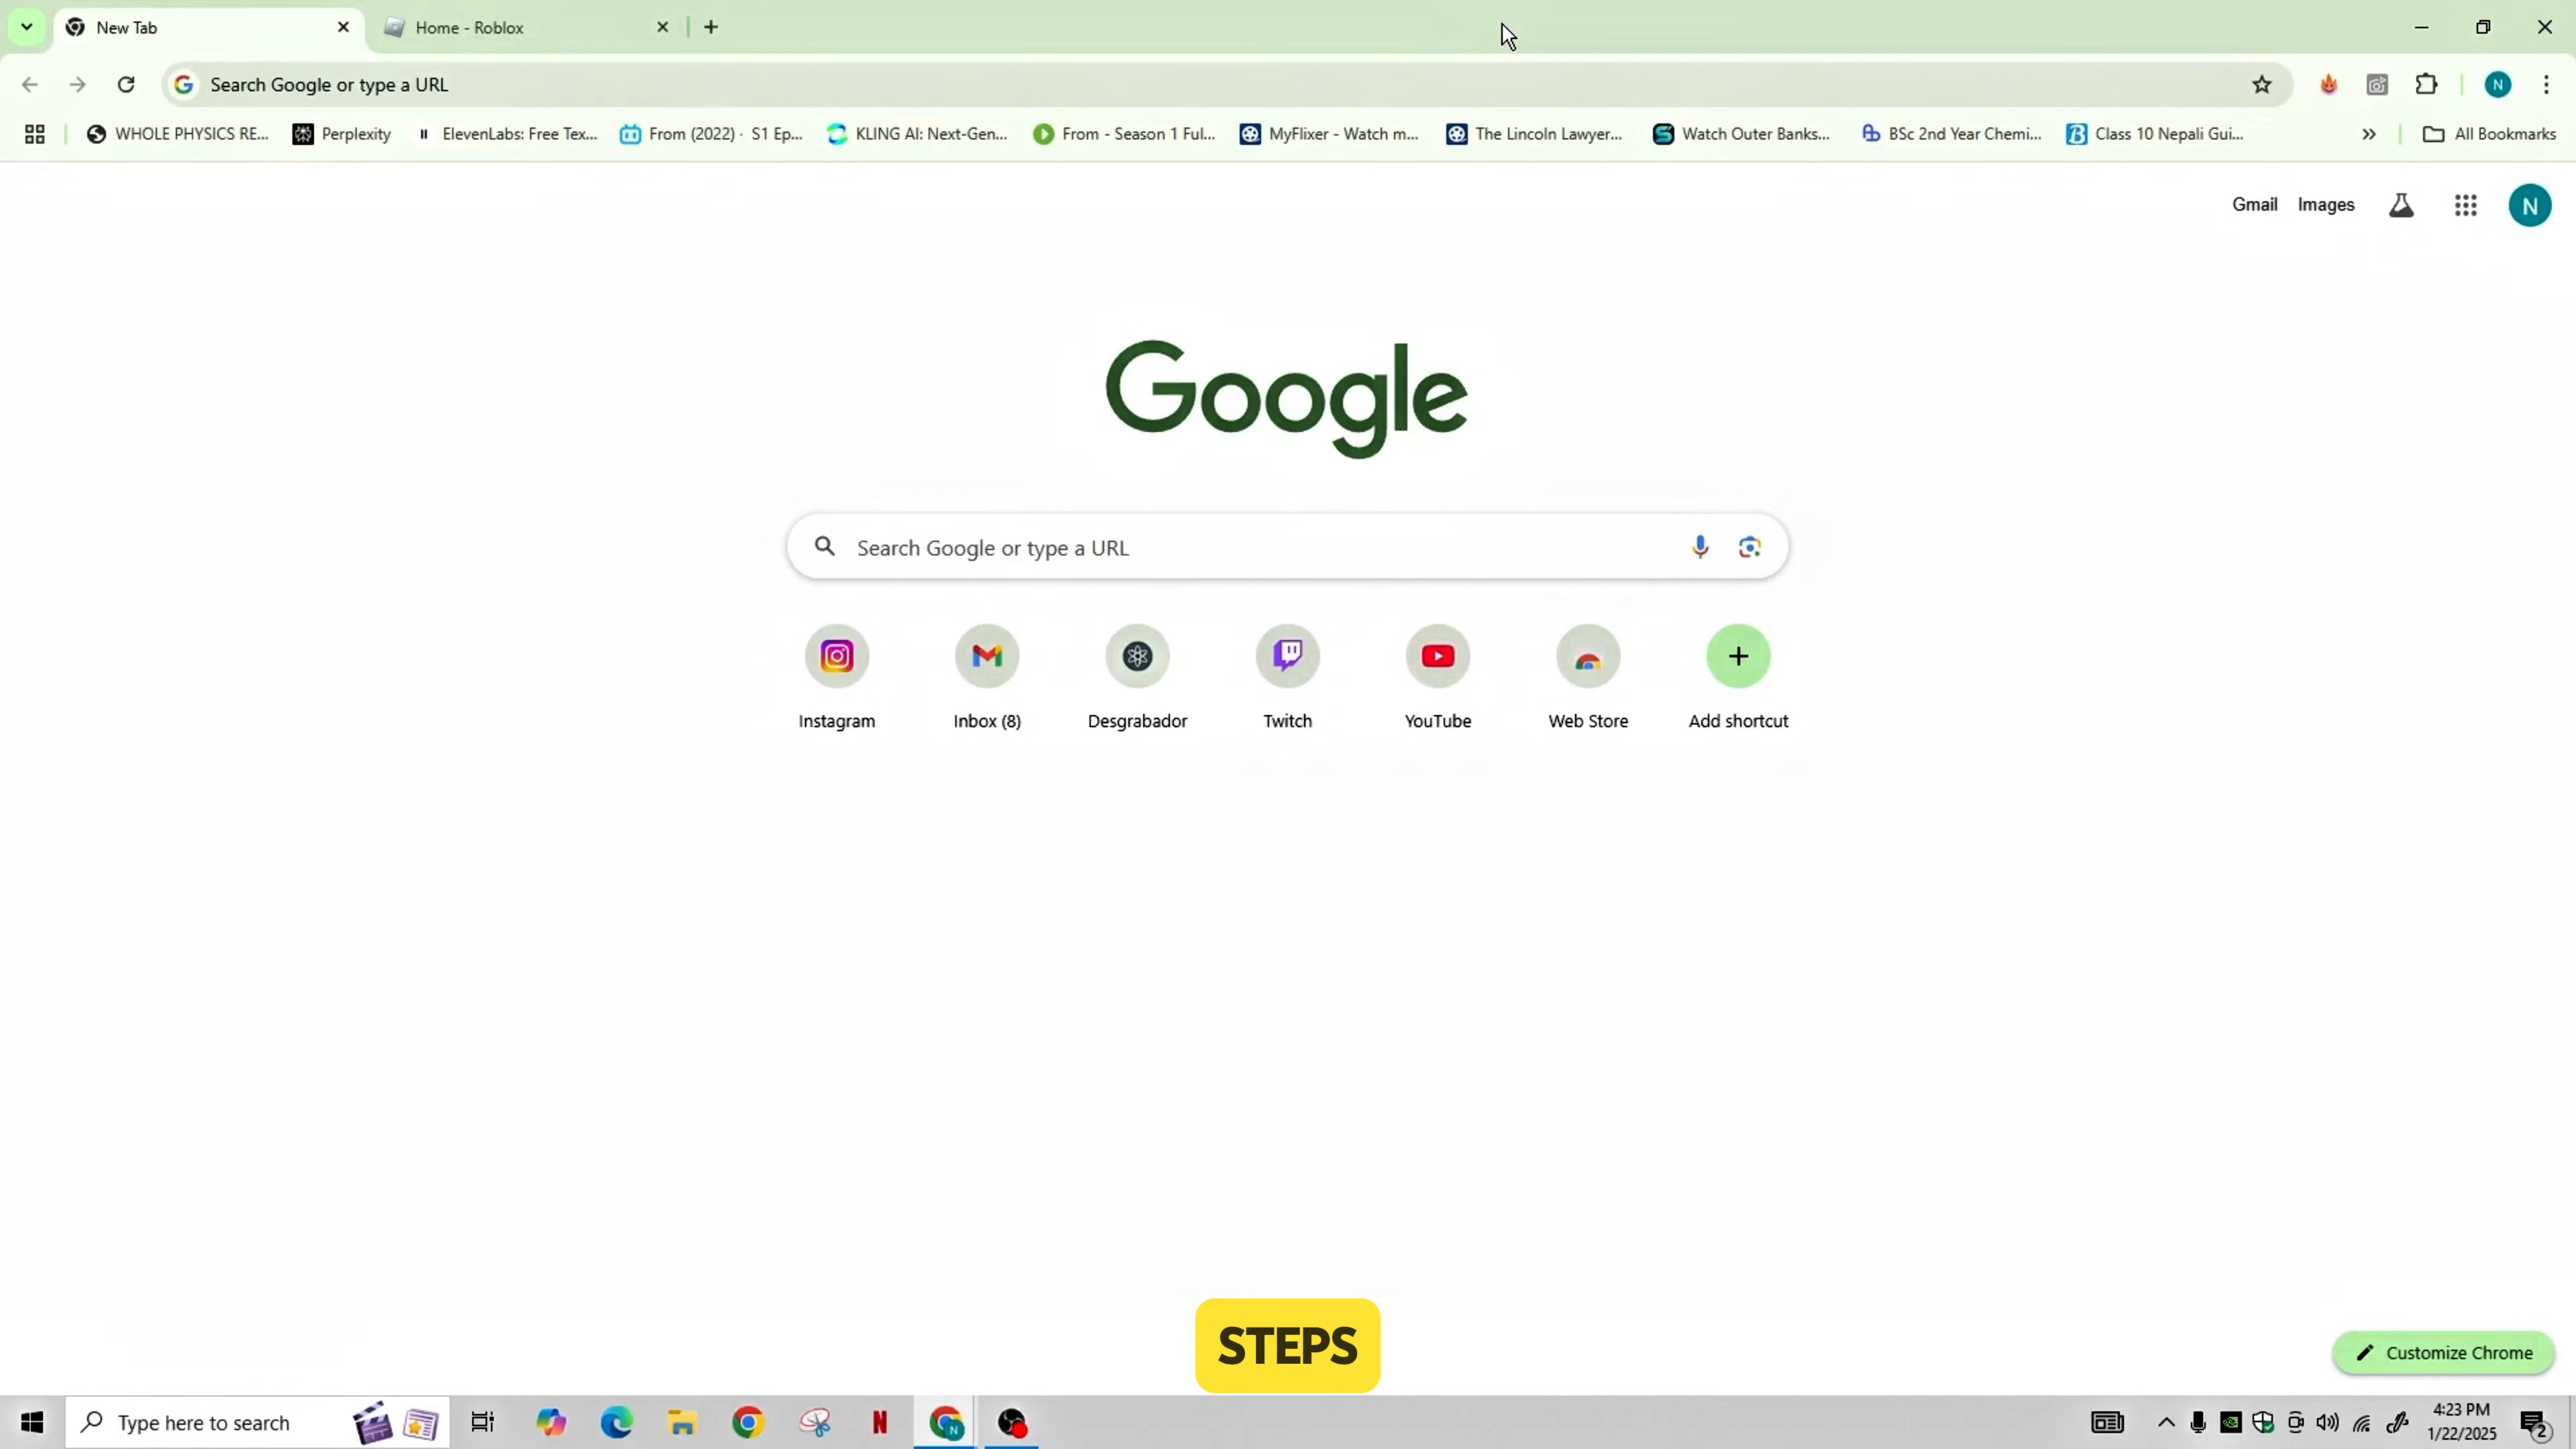 New Tab
Home - Roblox
Search Google or type a URL
N
WHOLE PHYSICS RE...
Perplexity
ElevenLabs: Free Tex...
From (2022) · S1 Ep...
KLING AI: Next-Gen...
From - Season 1 Ful...
MyFlixer - Watch m...
The Lincoln Lawyer...
Watch Outer Banks...
BSc 2nd Year Chemi...
Class 10 Nepali Gui...
All Bookmarks
Gmail
Images
N
Google
Search Google or type a URL
Instagram
Inbox (8)
Desgrabador
Twitch
YouTube
Web Store
Add shortcut
STEPS
Customize Chrome
Type here to search
N
N
4:23 PM
1/22/2025
2